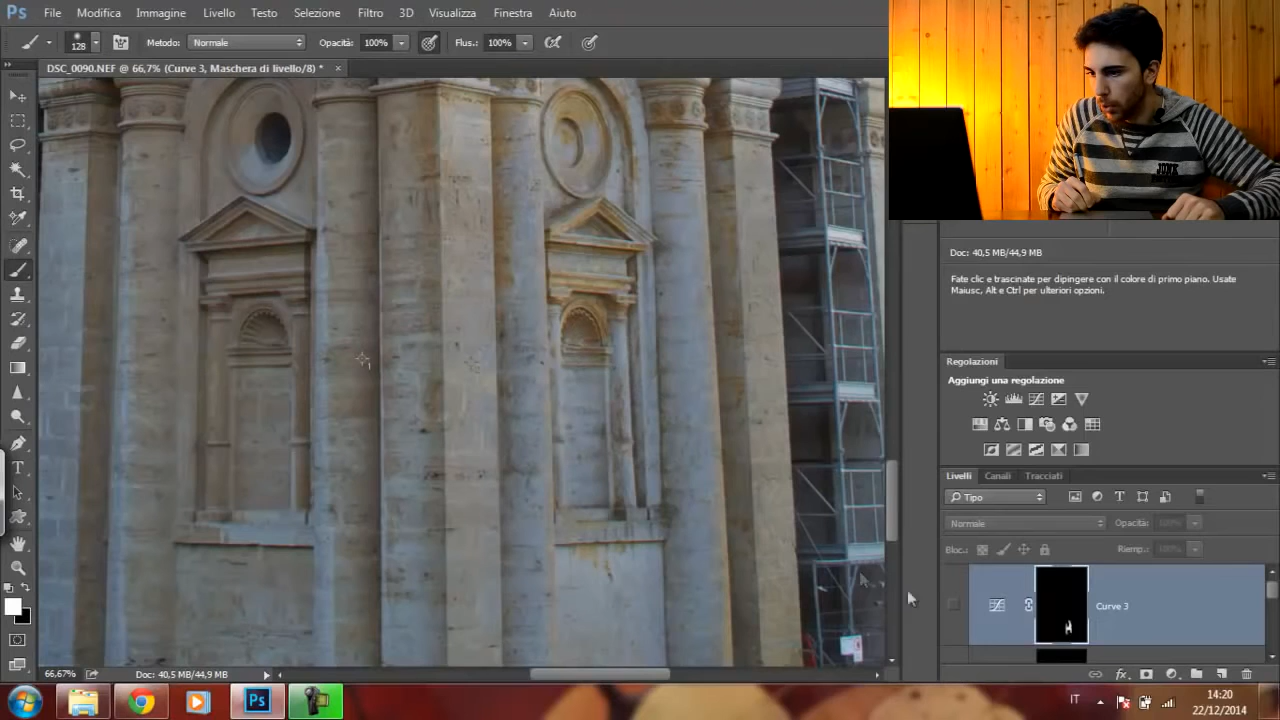 Ps File Modifica Immagine Livello Testo Selezione Filtro 3D Visualizza Finestra Aiuto
128 Metodo: Normale Opacità: 100% Flus.: 100%
DSC_0090.NEF @ 66,7% (Curve 3, Maschera di livello/8) * ×
Doc: 40,5 MB/44,9 MB
Fate clic e trascinate per dipingere con il colore di primo piano. Usate
Maiusc, Alt e Ctrl per ulteriori opzioni.
Regolazioni
Aggiungi una regolazione
Livelli Canali Tracciati
Tipo
Normale Opacità: 100%
Bloc.: Riemp.: 100%
Curve 3
66,67% Doc: 40,5 MB/44,9 MB
Ps IT 14:20
22/12/2014